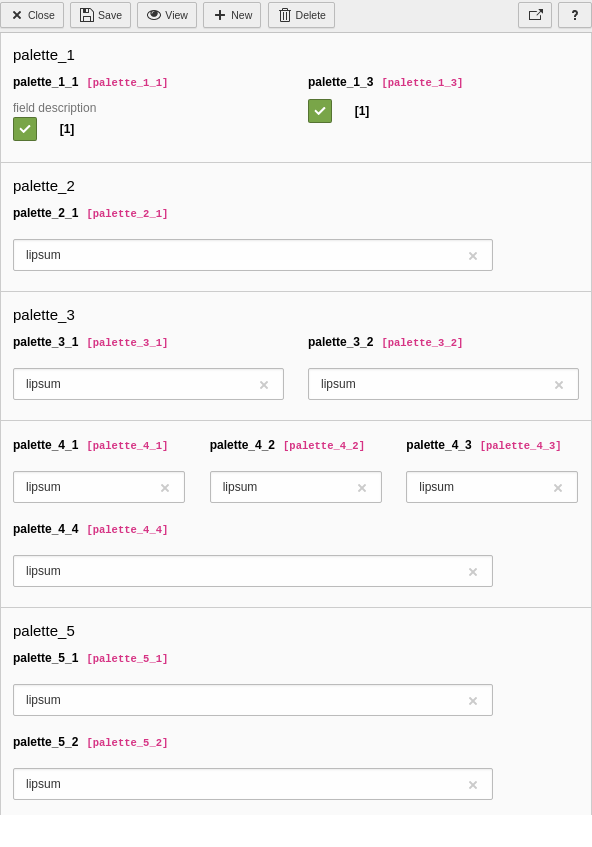 Close Save View New Delete ?
palette_1
palette_1_1 [palette_1_1] palette_1_3 [palette_1_3]
field description
[1] [1]
palette_2
palette_2_1 [palette_2_1]
lipsum
palette_3
palette_3_1 [palette_3_1] palette_3_2 [palette_3_2]
lipsum lipsum
palette_4_1 [palette_4_1] palette_4_2 [palette_4_2] palette_4_3 [palette_4_3]
lipsum lipsum lipsum
palette_4_4 [palette_4_4]
lipsum
palette_5
palette_5_1 [palette_5_1]
lipsum
palette_5_2 [palette_5_2]
lipsum